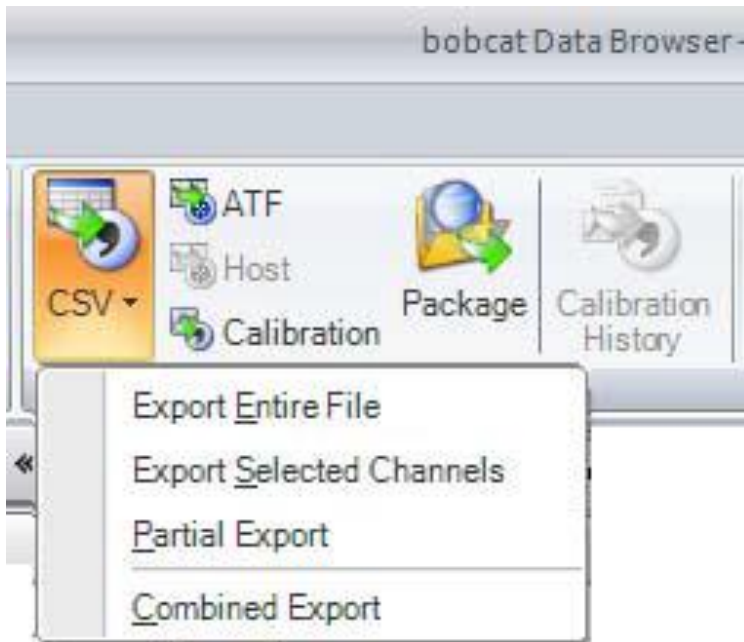 bobcat Data Browser -
CSV
ATF
Host
Calibration
Package
Calibration
History
Export Entire File
Export Selected Channels
Partial Export
Combined Export